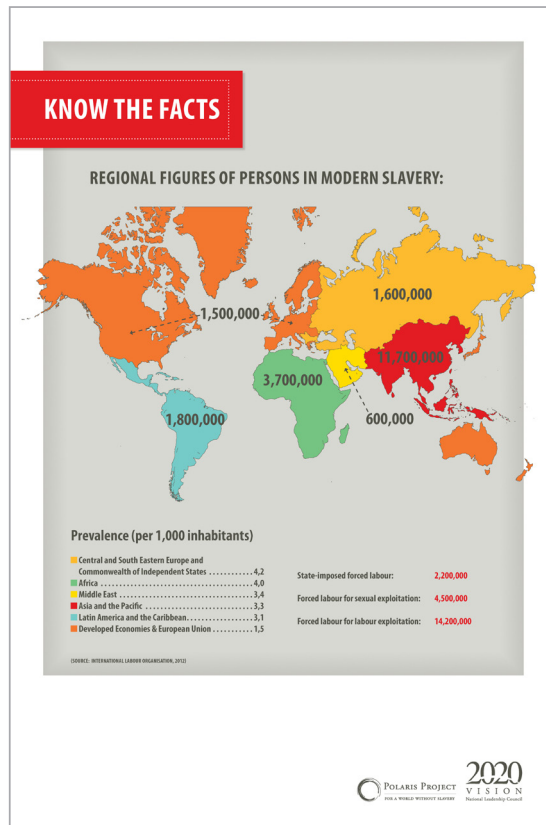 KNOW THE FACTS
REGIONAL FIGURES OF PERSONS IN MODERN SLAVERY:
1,600,000
1,500,000
11,700,000
3,700,000
1,800,000
600,000
Prevalence (per 1,000 inhabitants)
Central and South Eastern Europe and
Commonwealth of Independent States ............ 4,2
Africa ........................................ 4,0
Middle East ................................... 3,4
Asia and the Pacific .......................... 3,3
Latin America and the Caribbean................ 3,1
Developed Economies & European Union .......... 1,5
State-imposed forced labour: 2,200,000
Forced labour for sexual exploitation: 4,500,000
Forced labour for labour exploitation: 14,200,000
(SOURCE: INTERNATIONAL LABOUR ORGANISATION, 2012)
POLARIS PROJECT
FOR A WORLD WITHOUT SLAVERY
2020
VISION
National Leadership Council